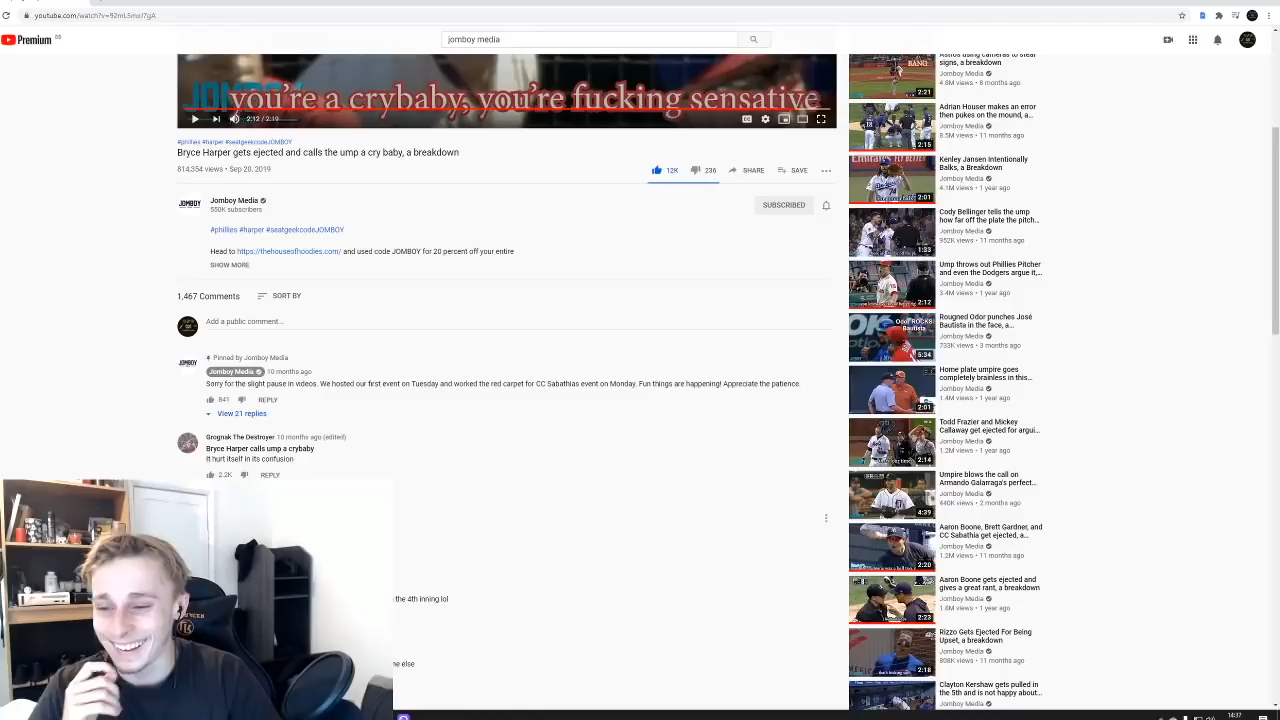 Premium
jomboy media
you're a crybaby, you're fucking sensative
2:12 / 2:19
#phillies #harper #seatgeekcodeJOMBOY
Bryce Harper gets ejected and calls the ump a cry baby, a breakdown
814,354 views
12K
236
SHARE
SAVE
JOMBOY
Jomboy Media
550K subscribers
SUBSCRIBED
#phillies #harper #seatgeekcodeJOMBOY
Head to https://thehouseofhoodies.com/ and used code JOMBOY for 20 percent off your entire
SHOW MORE
1,467 Comments
SORT BY
Add a public comment...
JOMBOY
Pinned by Jomboy Media
Jomboy Media
10 months ago
Sorry for the slight pause in videos. We hosted our first event on Tuesday and worked the red carpet for CC Sabathias event on Monday. Fun things are happening! Appreciate the patience.
841
REPLY
View 21 replies
Grognak The Destroyer 10 months ago (edited)
Bryce Harper calls ump a crybaby
It hurt itself in its confusion
2.2K
REPLY
the 4th inning lol
ne else
Astros using cameras to steal
signs, a breakdown
Jomboy Media
4.8M views • 8 months ago
BANG
2:21
Adrian Houser makes an error
then pukes on the mound, a...
Jomboy Media
8.5M views • 11 months ago
2:15
Kenley Jansen Intentionally
Balks, a Breakdown
Jomboy Media
4.1M views • 1 year ago
2:01
Cody Bellinger tells the ump
how far off the plate the pitch...
Jomboy Media
952K views • 11 months ago
1:33
Ump throws out Phillies Pitcher
and even the Dodgers argue it,...
Jomboy Media
3.4M views • 1 year ago
2:12
Rougned Odor punches José
Bautista in the face, a...
Jomboy Media
733K views • 3 months ago
5:34
Home plate umpire goes
completely brainless in this...
Jomboy Media
1.4M views • 1 year ago
2:01
Todd Frazier and Mickey
Callaway get ejected for argui...
Jomboy Media
1.2M views • 1 year ago
2:14
Umpire blows the call on
Armando Galarraga's perfect...
Jomboy Media
440K views • 2 months ago
4:39
Aaron Boone, Brett Gardner, and
CC Sabathia get ejected, a...
Jomboy Media
1.2M views • 11 months ago
2:20
Aaron Boone gets ejected and
gives a great rant, a breakdown
Jomboy Media
1.8M views • 1 year ago
2:23
Rizzo Gets Ejected For Being
Upset, a breakdown
Jomboy Media
808K views • 11 months ago
2:18
Clayton Kershaw gets pulled in
the 5th and is not happy about...
Jomboy Media
14:37